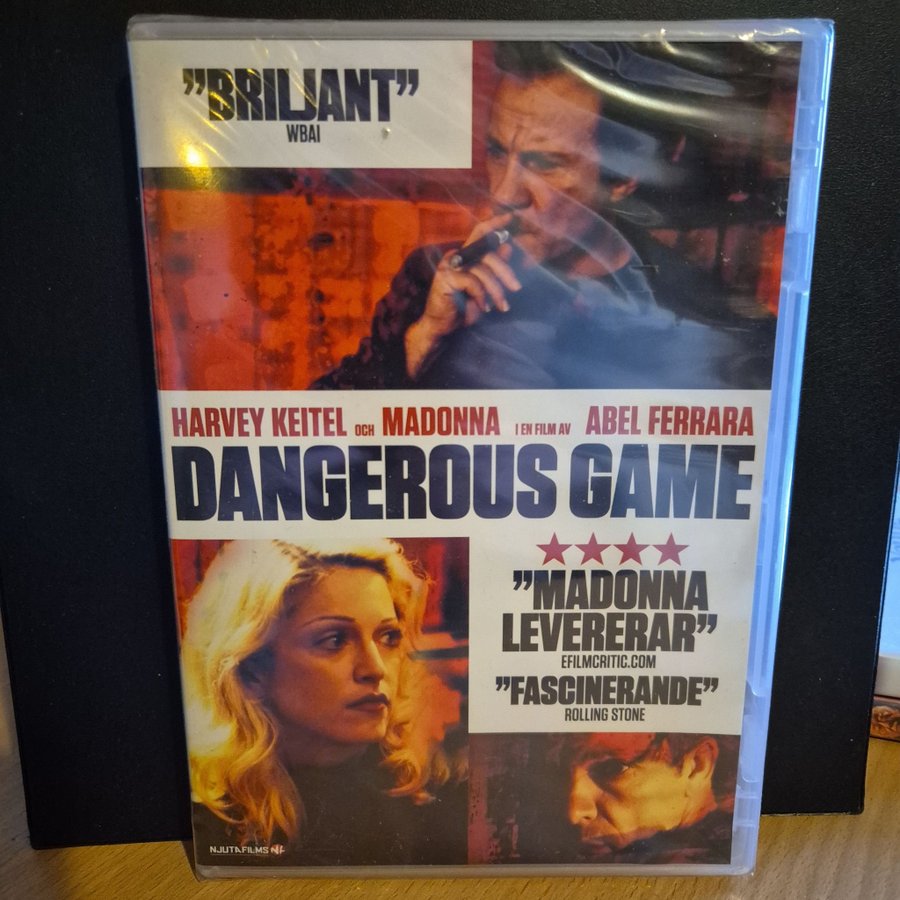 "BRILJANT"
WBAI
HARVEY KEITEL OCH MADONNA I EN FILM AV ABEL FERRARA
DANGEROUS GAME
★★★★
"MADONNA
LEVERERAR"
EFILMCRITIC.COM
"FASCINERANDE"
ROLLING STONE
NJUTAFILMS NF